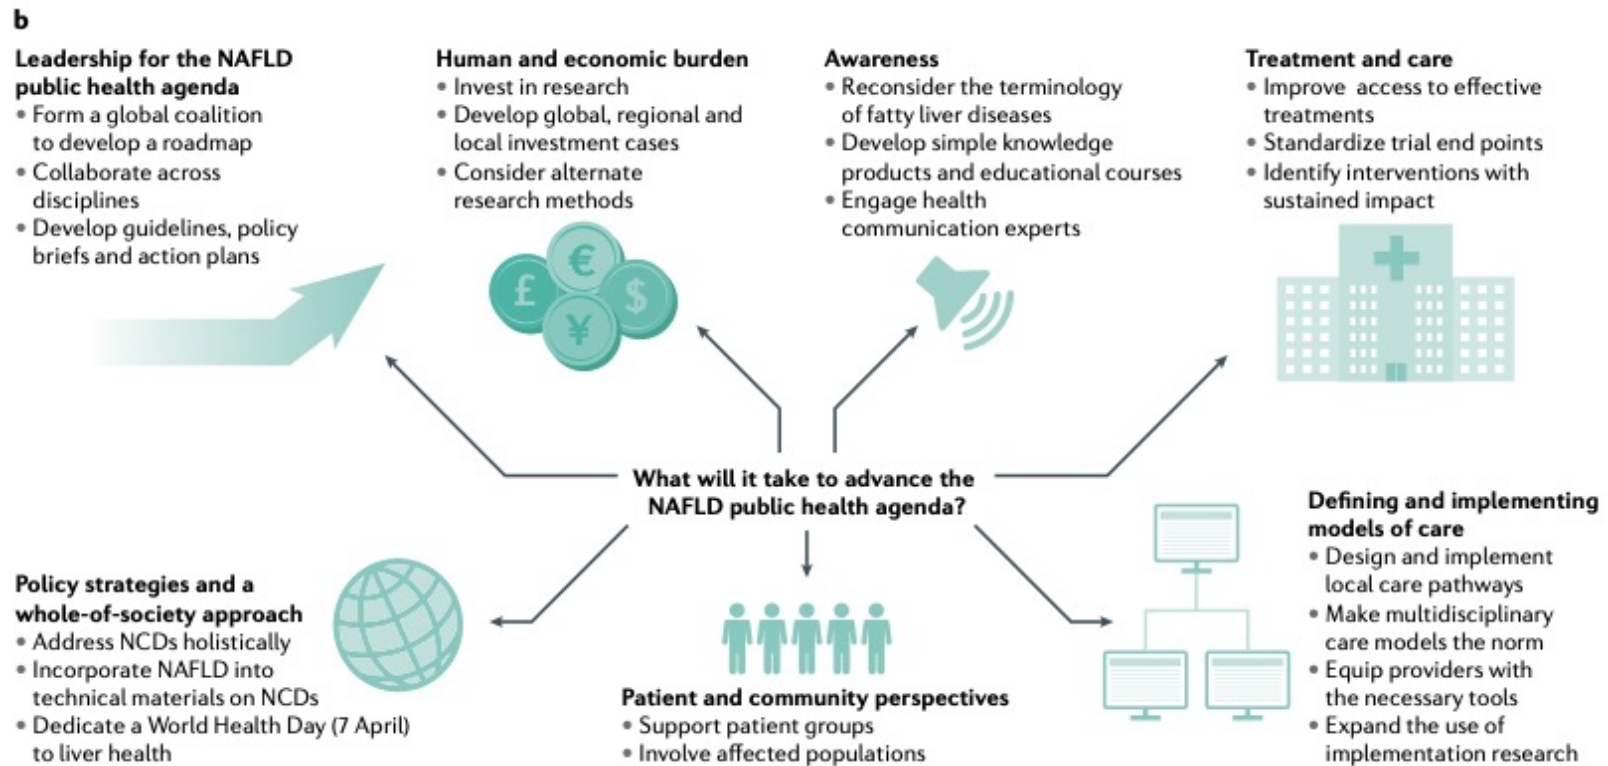 b
Leadership for the NAFLD
public health agenda
• Form a global coalition
to develop a roadmap
• Collaborate across
disciplines
• Develop guidelines, policy
briefs and action plans
Human and economic burden
• Invest in research
• Develop global, regional and
local investment cases
• Consider alternate
research methods
£
€
$
¥
Awareness
• Reconsider the terminology
of fatty liver diseases
• Develop simple knowledge
products and educational courses
• Engage health
communication experts
Treatment and care
• Improve access to effective
treatments
• Standardize trial end points
• Identify interventions with
sustained impact
What will it take to advance the
NAFLD public health agenda?
Policy strategies and a
whole-of-society approach
• Address NCDs holistically
• Incorporate NAFLD into
technical materials on NCDs
• Dedicate a World Health Day (7 April)
to liver health
Patient and community perspectives
• Support patient groups
• Involve affected populations
Defining and implementing
models of care
• Design and implement
local care pathways
• Make multidisciplinary
care models the norm
• Equip providers with
the necessary tools
• Expand the use of
implementation research